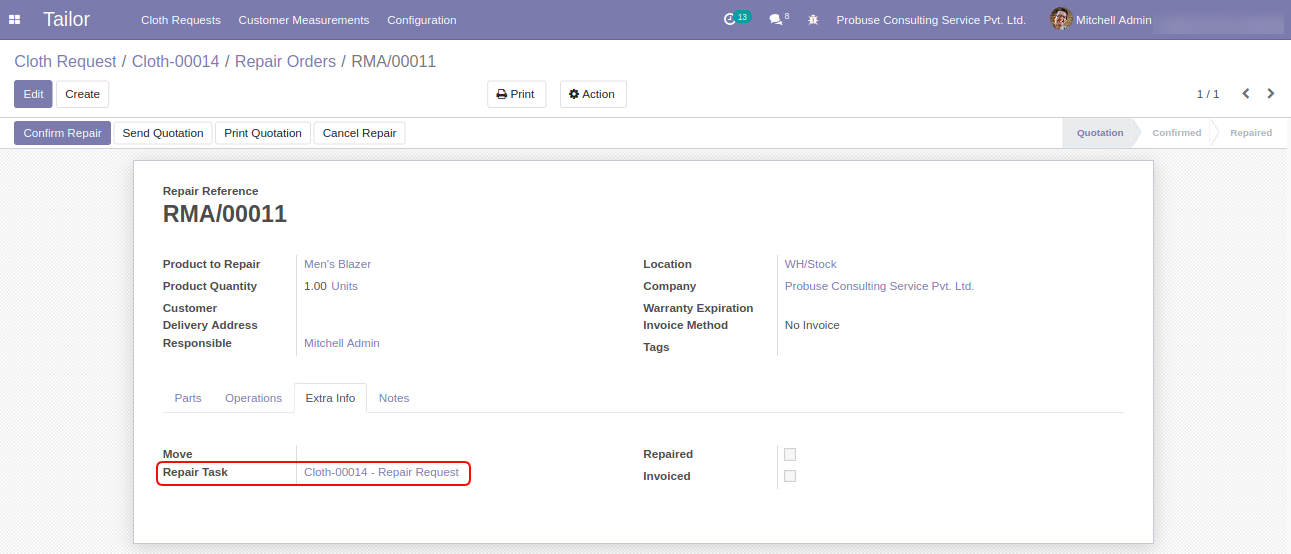 Tailor Cloth Requests Customer Measurements Configuration 13 8 Probuse Consulting Service Pvt. Ltd. Mitchell Admin
Cloth Request / Cloth-00014 / Repair Orders / RMA/00011
Edit Create Print Action 1 / 1
Confirm Repair Send Quotation Print Quotation Cancel Repair Quotation Confirmed Repaired
Repair Reference
RMA/00011
Product to Repair Men's Blazer Location WH/Stock
Product Quantity 1.00 Units Company Probuse Consulting Service Pvt. Ltd.
Customer Warranty Expiration
Delivery Address Invoice Method No Invoice
Responsible Mitchell Admin Tags
Parts Operations Extra Info Notes
Move Repaired
Repair Task Cloth-00014 - Repair Request Invoiced